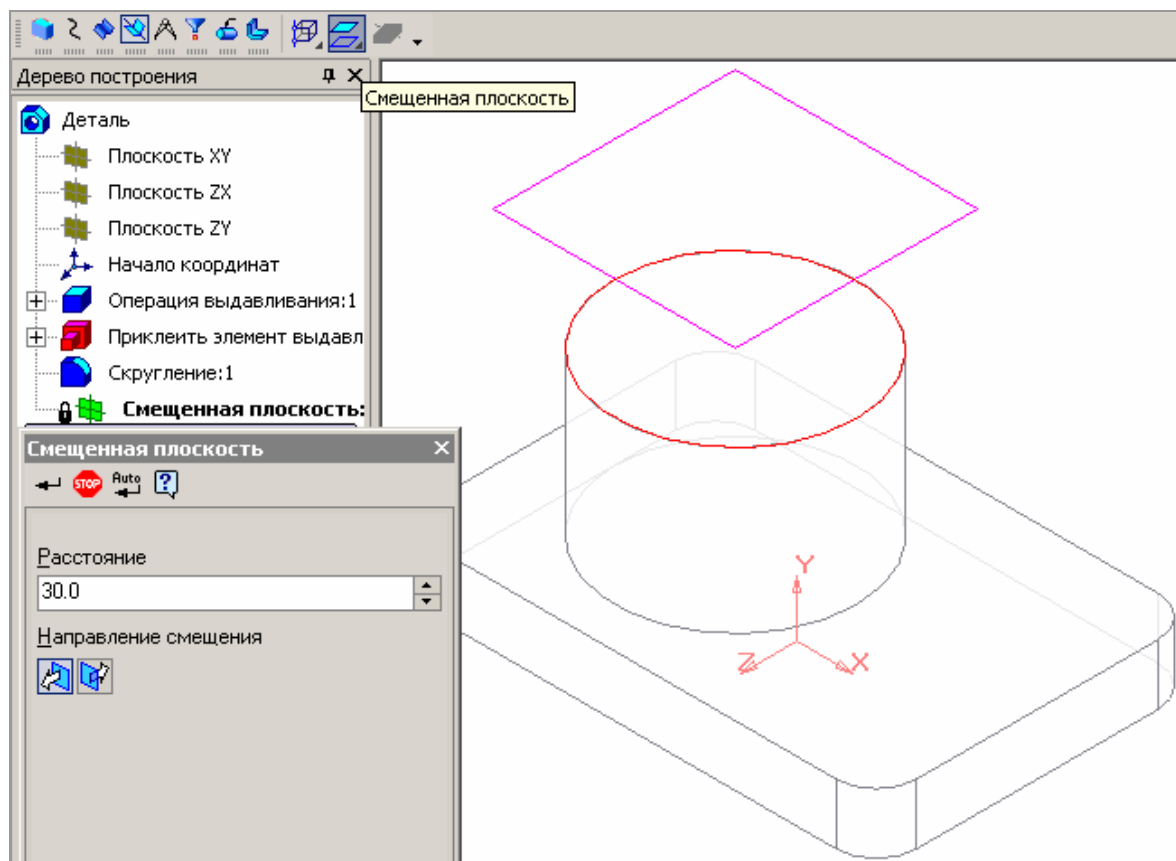 Дерево построения
Смещенная плоскость
Деталь
Плоскость XY
Плоскость ZX
Плоскость ZY
Начало координат
Операция выдавливания:1
Приклеить элемент выдавл
Скругление:1
Смещенная плоскость:
Смещенная плоскость
STOP
Auto
?
Расстояние
30.0
Направление смещения
Y
Z
X